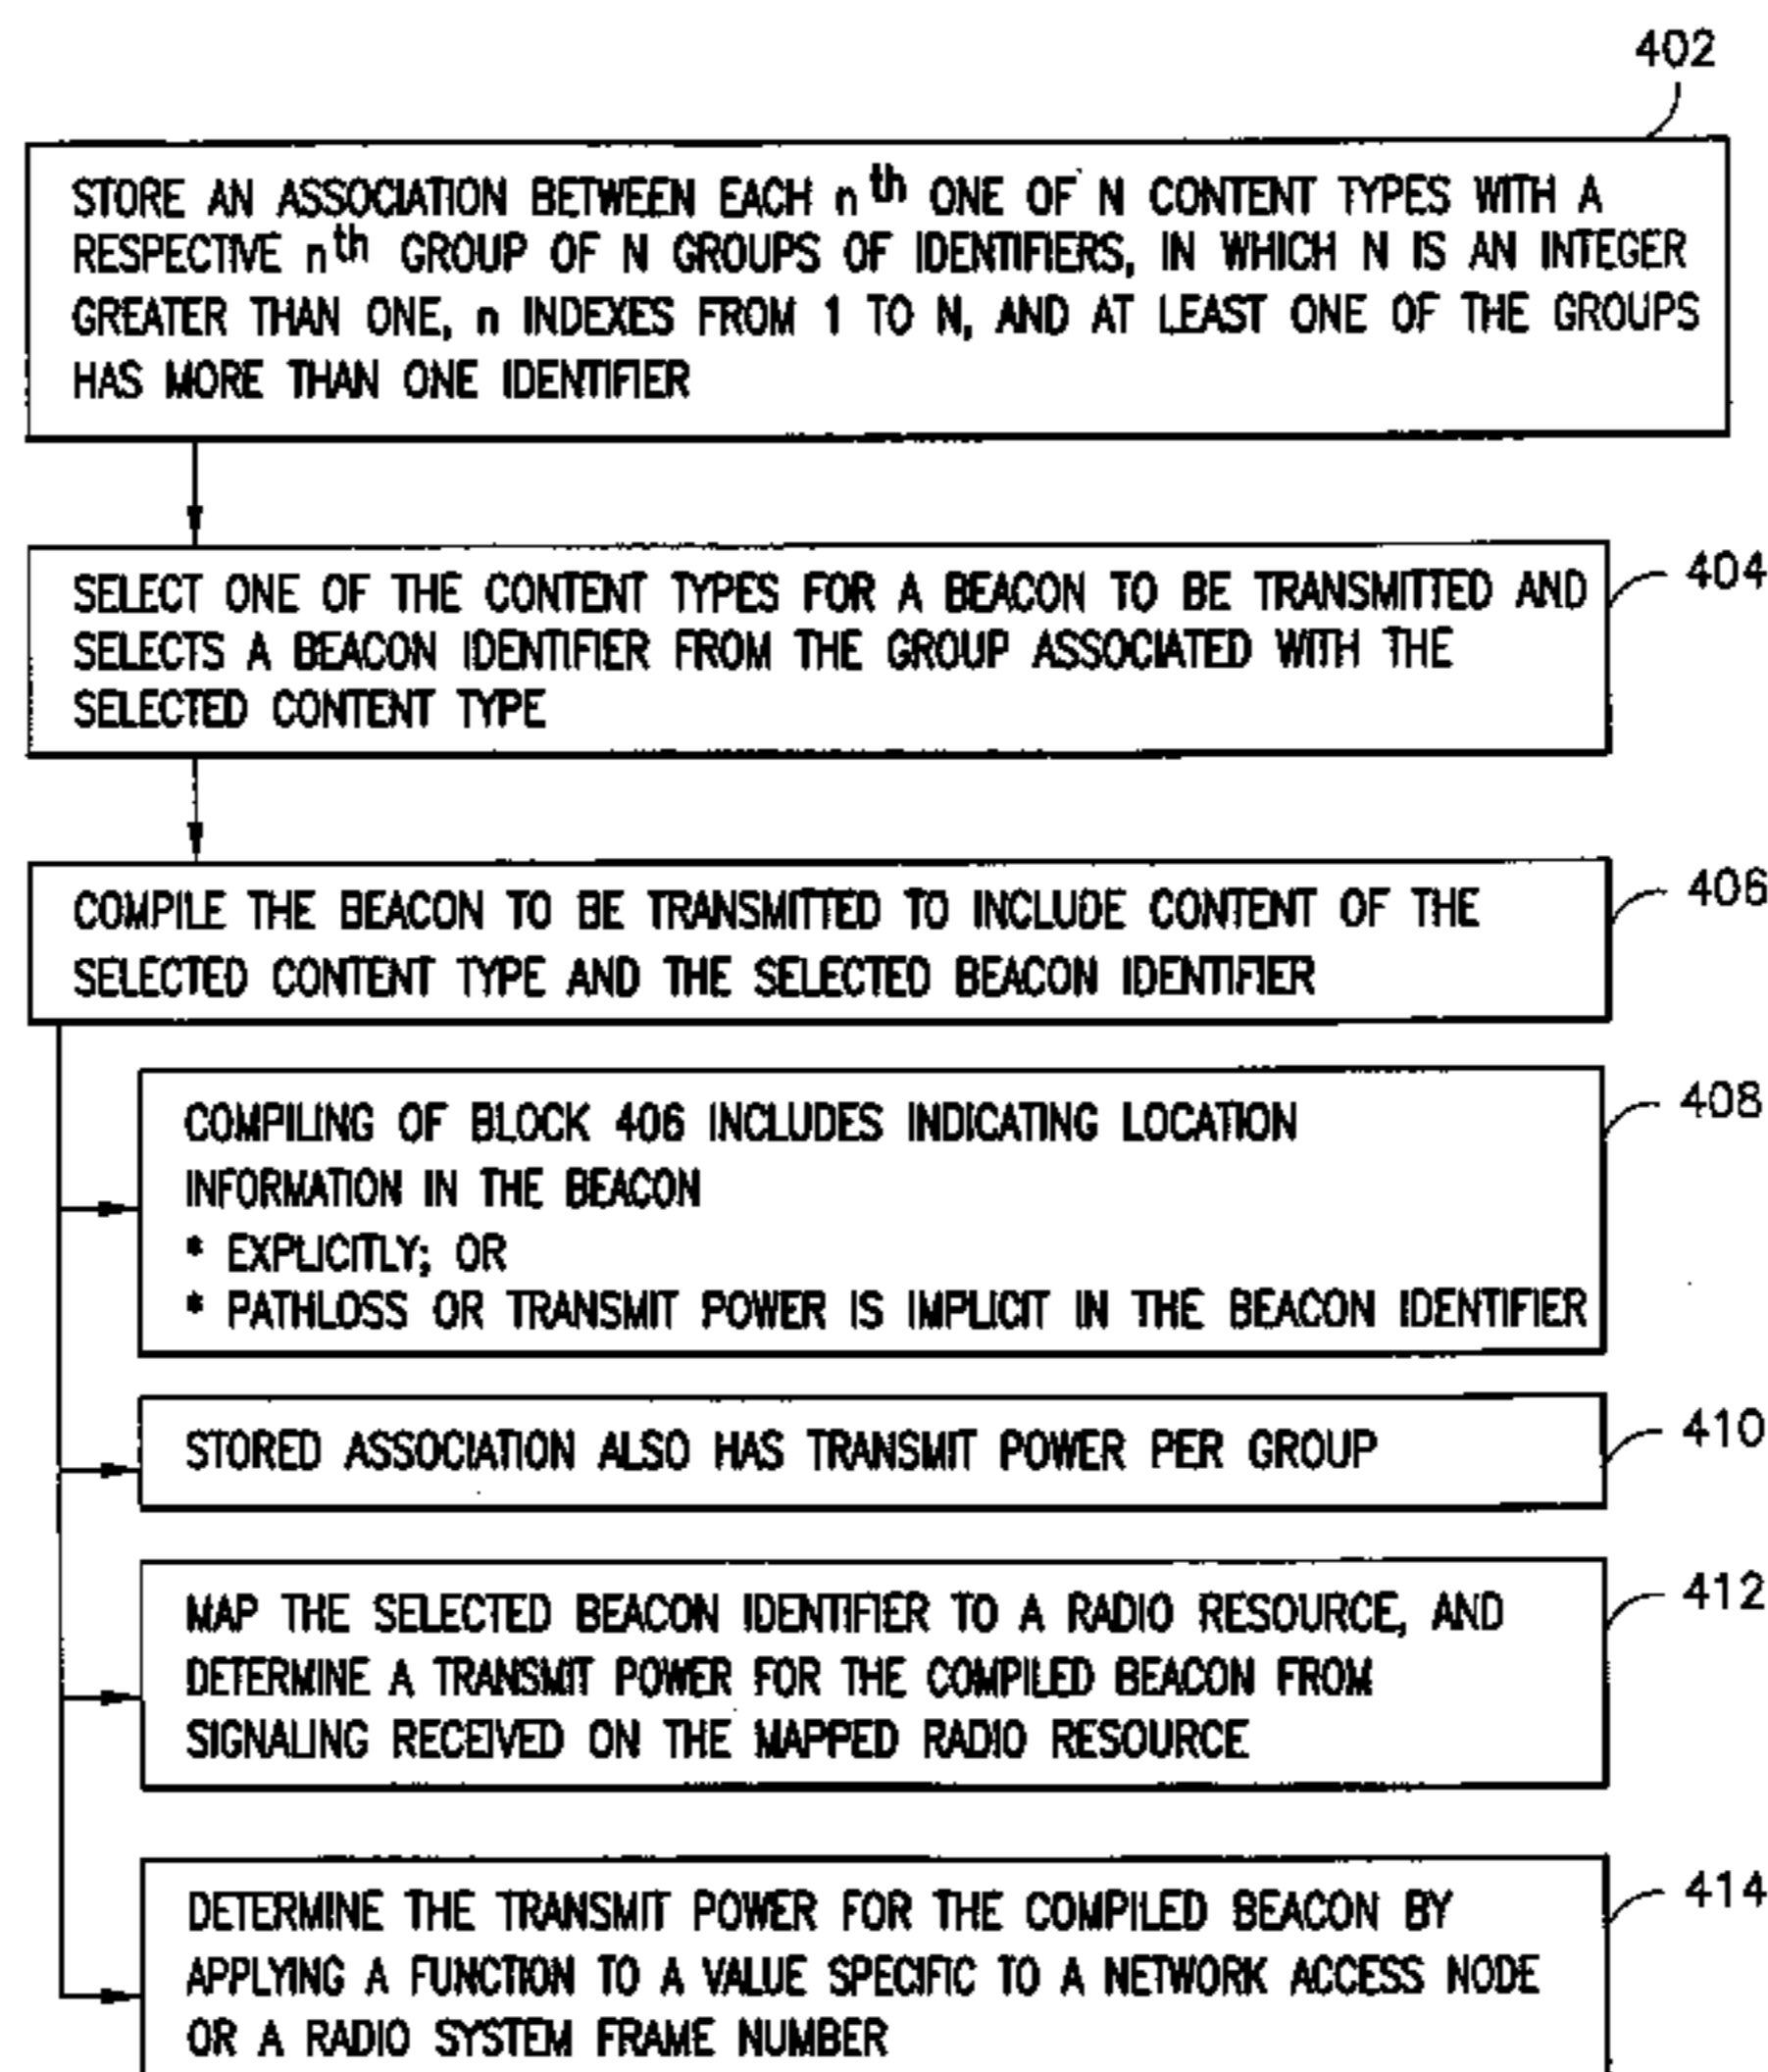 402
STORE AN ASSOCIATION BETWEEN EACH nth ONE OF N CONTENT TYPES WITH A
RESPECTIVE nth GROUP OF N GROUPS OF IDENTIFIERS, IN WHICH N IS AN INTEGER
GREATER THAN ONE, n INDEXES FROM 1 TO N, AND AT LEAST ONE OF THE GROUPS
HAS MORE THAN ONE IDENTIFIER
404
SELECT ONE OF THE CONTENT TYPES FOR A BEACON TO BE TRANSMITTED AND
SELECTS A BEACON IDENTIFIER FROM THE GROUP ASSOCIATED WITH THE
SELECTED CONTENT TYPE
406
COMPILE THE BEACON TO BE TRANSMITTED TO INCLUDE CONTENT OF THE
SELECTED CONTENT TYPE AND THE SELECTED BEACON IDENTIFIER
408
COMPILING OF BLOCK 406 INCLUDES INDICATING LOCATION
INFORMATION IN THE BEACON
* EXPLICITLY; OR
* PATHLOSS OR TRANSMIT POWER IS IMPLICIT IN THE BEACON IDENTIFIER
410
STORED ASSOCIATION ALSO HAS TRANSMIT POWER PER GROUP
412
MAP THE SELECTED BEACON IDENTIFIER TO A RADIO RESOURCE, AND
DETERMINE A TRANSMIT POWER FOR THE COMPILED BEACON FROM
SIGNALING RECEIVED ON THE MAPPED RADIO RESOURCE
414
DETERMINE THE TRANSMIT POWER FOR THE COMPILED BEACON BY
APPLYING A FUNCTION TO A VALUE SPECIFIC TO A NETWORK ACCESS NODE
OR A RADIO SYSTEM FRAME NUMBER